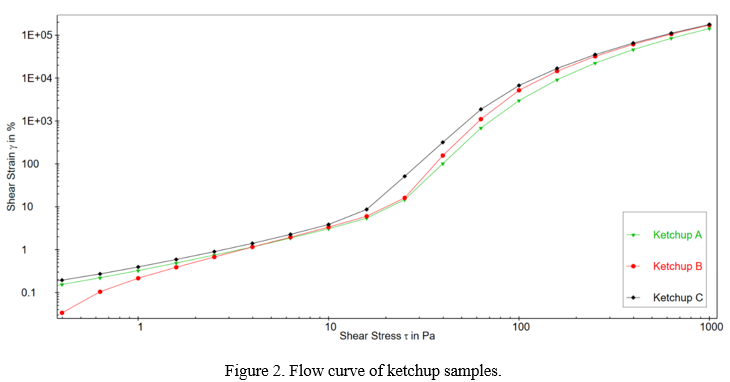 1E+05
1E+04
1E+03
100
10
1
0.1
Shear Strain γ in %
1
10
100
1000
Shear Stress τ in Pa
Ketchup A
Ketchup B
Ketchup C
Figure 2. Flow curve of ketchup samples.